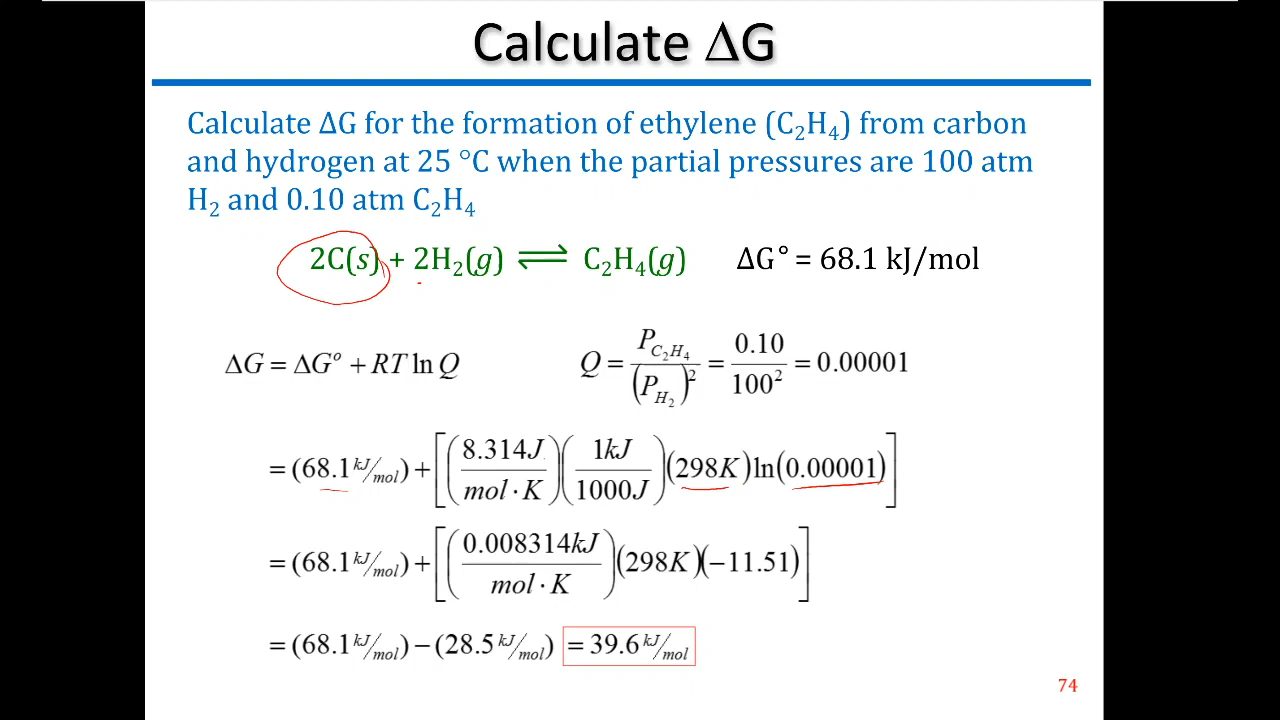 Calculate ΔG
Calculate ΔG for the formation of ethylene (C₂H₄) from carbon
and hydrogen at 25 °C when the partial pressures are 100 atm
H₂ and 0.10 atm C₂H₄
2C(s) + 2H₂(g) ⇌ C₂H₄(g) ΔG° = 68.1 kJ/mol
ΔG = ΔGº + RT ln Q Q = P_C₂H₄ / (P_H₂)² = 0.10 / 100² = 0.00001
= (68.1 kJ/mol) + [(8.314J / mol·K)(1kJ / 1000J)(298K)ln(0.00001)]
= (68.1 kJ/mol) + [(0.008314kJ / mol·K)(298K)(−11.51)]
= (68.1 kJ/mol) − (28.5 kJ/mol) = 39.6 kJ/mol
74